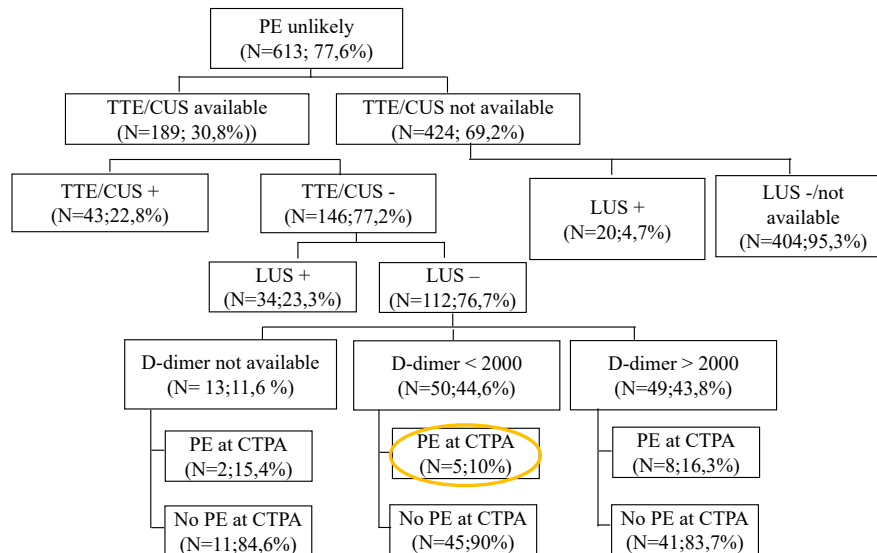 PE unlikely
(N=613; 77,6%)
TTE/CUS available
(N=189; 30,8%))
TTE/CUS not available
(N=424; 69,2%)
TTE/CUS +
(N=43;22,8%)
TTE/CUS -
(N=146;77,2%)
LUS +
(N=20;4,7%)
LUS -/not
available
(N=404;95,3%)
LUS +
(N=34;23,3%)
LUS –
(N=112;76,7%)
D-dimer not available
(N= 13;11,6 %)
D-dimer < 2000
(N=50;44,6%)
D-dimer > 2000
(N=49;43,8%)
PE at CTPA
(N=2;15,4%)
PE at CTPA
(N=5;10%)
PE at CTPA
(N=8;16,3%)
No PE at CTPA
(N=11;84,6%)
No PE at CTPA
(N=45;90%)
No PE at CTPA
(N=41;83,7%)